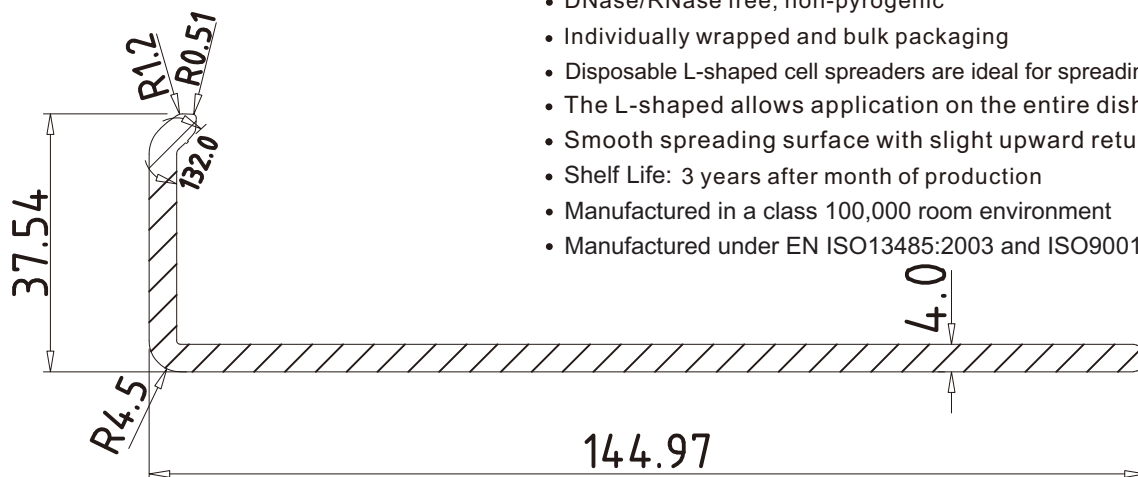 • DNase/RNase free, non-pyrogenic
• Individually wrapped and bulk packaging
• Disposable L-shaped cell spreaders are ideal for
• The L-shaped allows application on the entire
• Smooth spreading surface with slight upward
• Shelf Life: 3 years after month of production
• Manufactured in a class 100,000 room environment
• Manufactured under EN ISO13485:2003 and ISO9001
R1.2
R0.51
132.0
37.54
4.0
R4.5
144.97